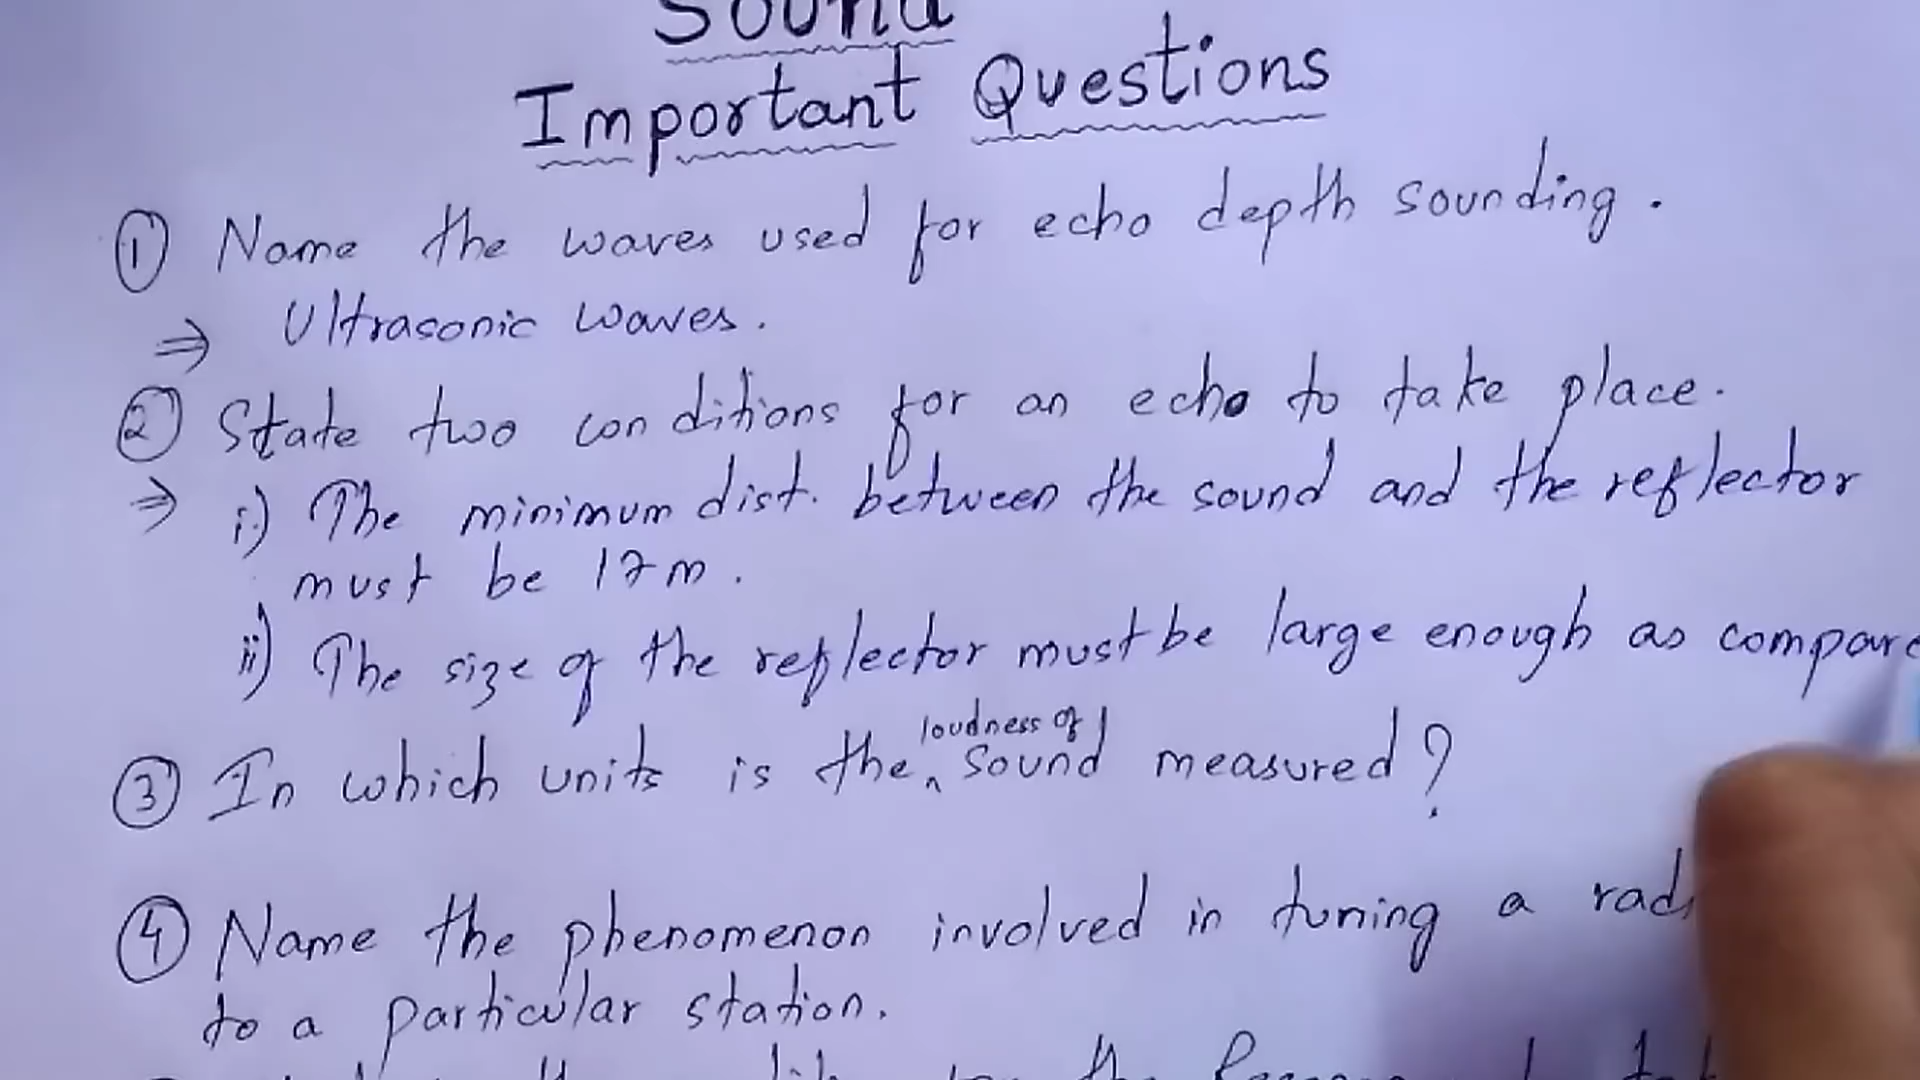 Sound
Important Questions
① Name the waves used for echo depth sounding.
⇒ Ultrasonic waves.
② State two conditions for an echo to take place.
⇒ i) The minimum dist. between the sound and the reflector
must be 17m.
ii) The size of the reflector must be large enough as compare
③ In which units is the loudness of sound measured?
④ Name the phenomenon involved in tuning a radi
to a particular station.